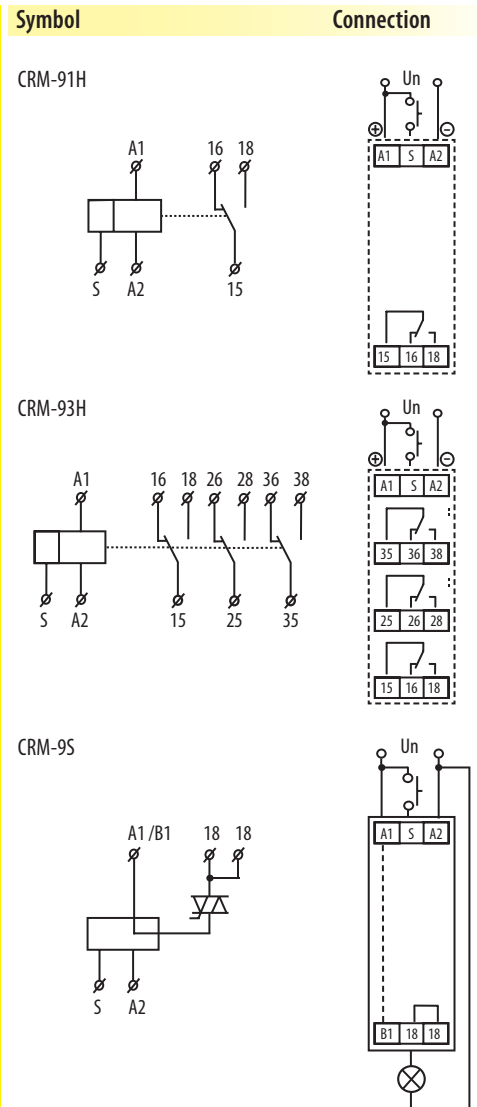 Symbol Connection
CRM-91H
Un
A1 16 18
⊕ ⊖
A1 S A2
S A2 15
15 16 18
CRM-93H
Un
A1 16 18 26 28 36 38
⊕ ⊖
A1 S A2
35 36 38
S A2 15 25 35
25 26 28
15 16 18
CRM-9S
Un
A1/B1 18 18
A1 S A2
S A2
B1 18 18